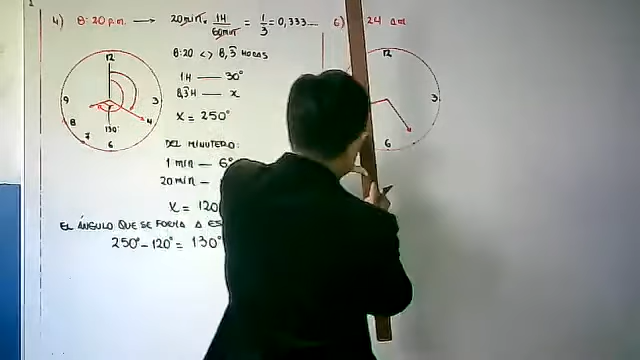 4) 8:20 p.m. → 20min. 1H / 60min = 1/3 = 0,333...
8:20 <> 8,3̅ HORAS
1H — 30°
8,3̅H — x
x = 250°
DEL MINUTERO:
1 min — 6°
20 min —
x = 120
EL ÁNGULO QUE SE FORMA Δ ES
250° - 120° = 130°
12
3
4
6
7
8
9
130°
6)
24 am
12
3
6